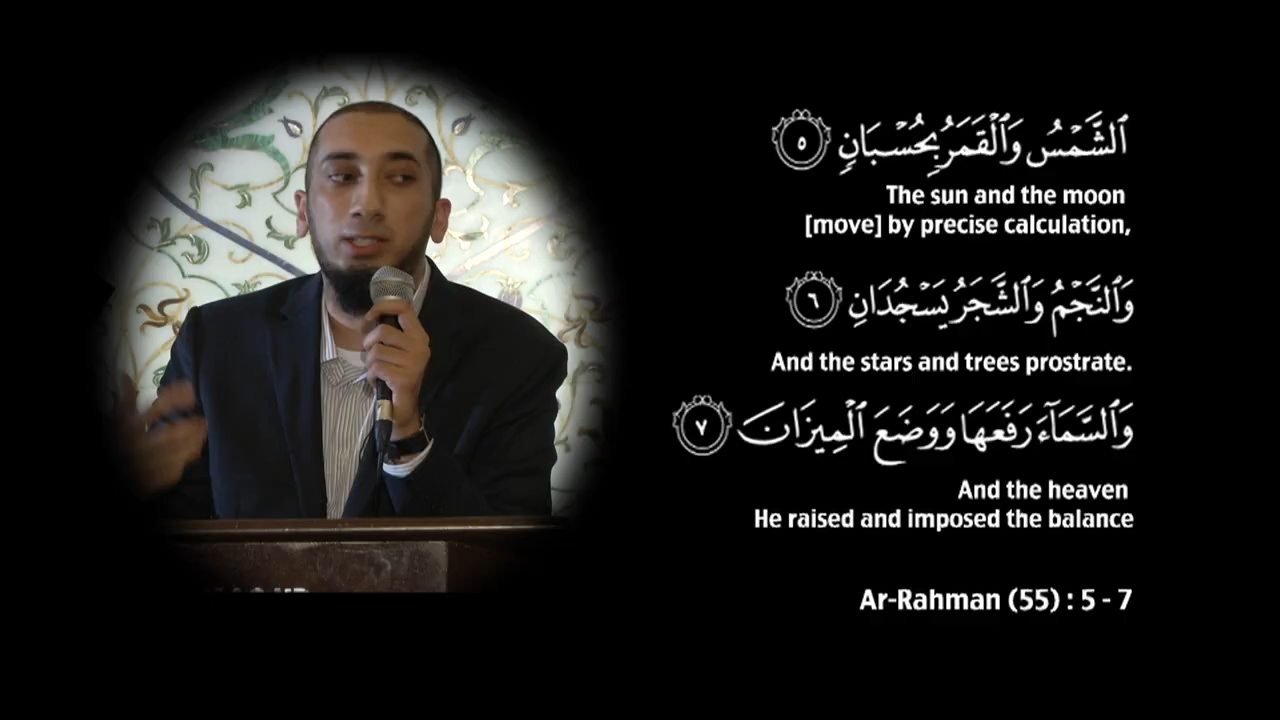 ٱلشَّمْسُ وَٱلْقَمَرُ بِحُسْبَانٍ ٥
The sun and the moon
[move] by precise calculation,
وَٱلنَّجْمُ وَٱلشَّجَرُ يَسْجُدَانِ ٦
And the stars and trees prostrate.
وَٱلسَّمَآءَ رَفَعَهَا وَوَضَعَ ٱلْمِيزَانَ ٧
And the heaven
He raised and imposed the balance
Ar-Rahman (55) : 5 - 7